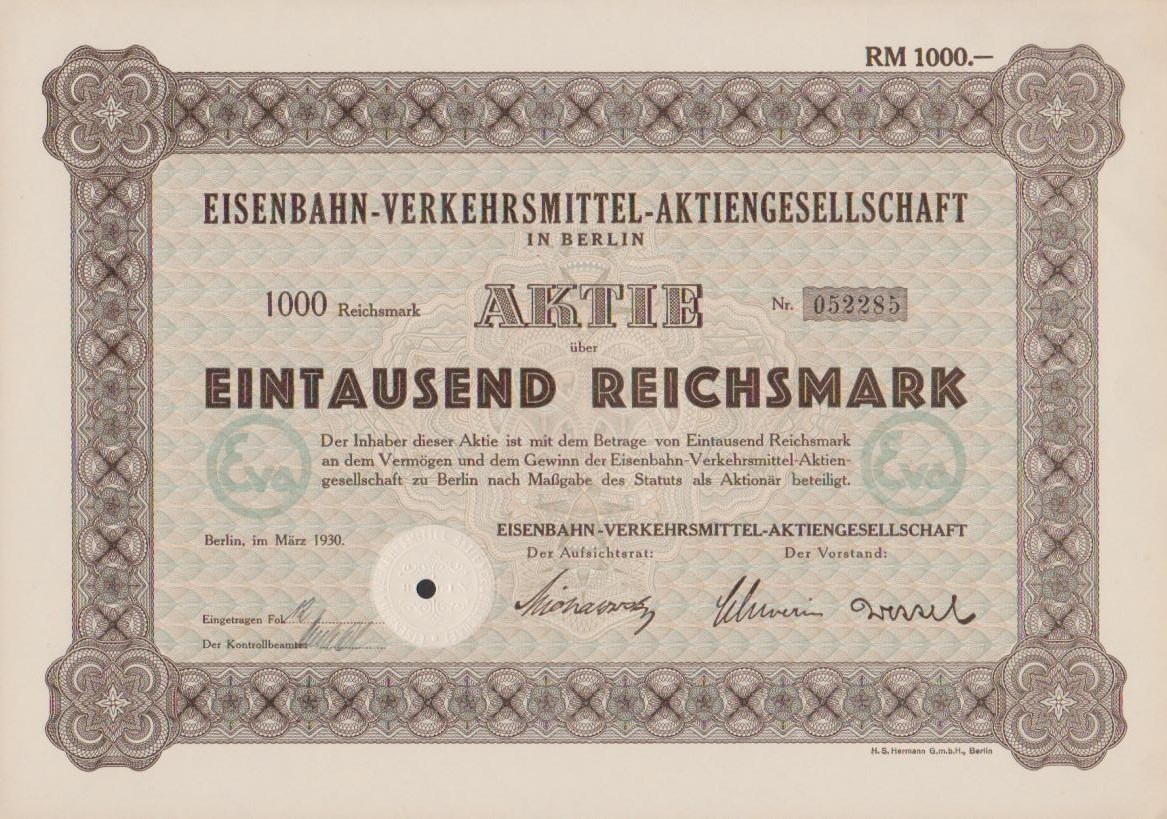 RM 1000.—
EISENBAHN-VERKEHRSMITTEL-AKTIENGESELLSCHAFT
IN BERLIN
1000 Reichsmark AKTIE Nr. 052285
über
EINTAUSEND REICHSMARK
Eva Eva
Der Inhaber dieser Aktie ist mit dem Betrage von Eintausend Reichsmark
an dem Vermögen und dem Gewinn der Eisenbahn-Verkehrsmittel-Aktien-
gesellschaft zu Berlin nach Maßgabe des Statuts als Aktionär beteiligt.
Berlin, im März 1930.
EISENBAHN-VERKEHRSMITTEL-AKTIENGESELLSCHAFT
Der Aufsichtsrat: Der Vorstand:
Eingetragen Fol.
Der Kontrollbeamte:
H. S. Hermann G.m.b.H., Berlin